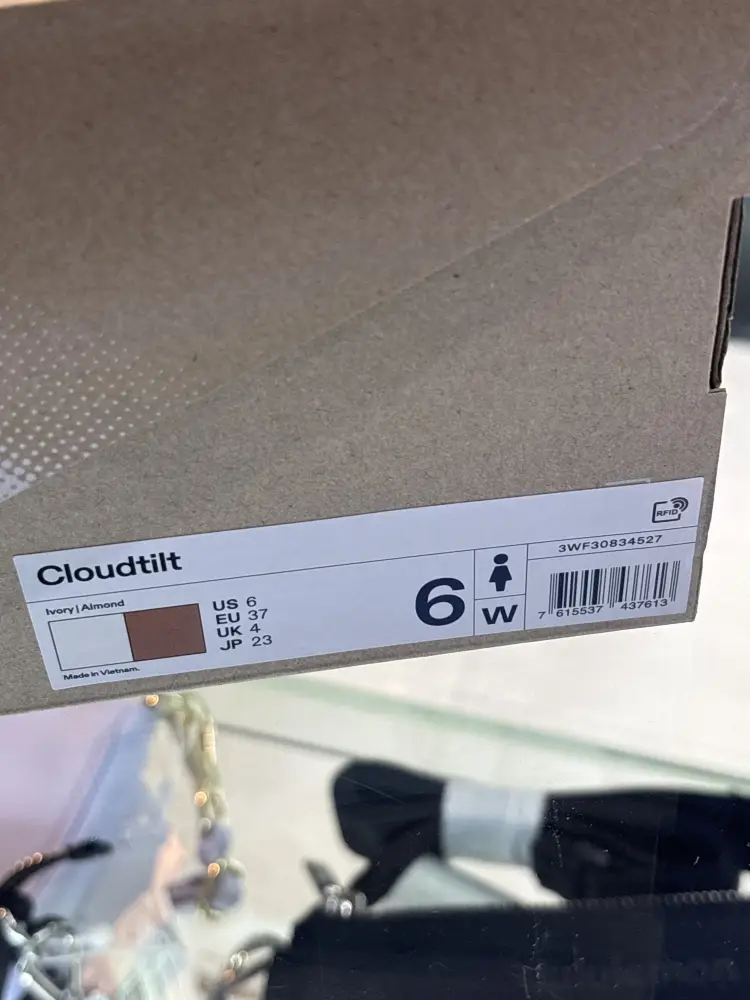 RFID
3WF30834527
Cloudtilt
Ivory | Almond
US 6
EU 37
UK 4
JP 23
6
W
7 615537 437613
Made in Vietnam.